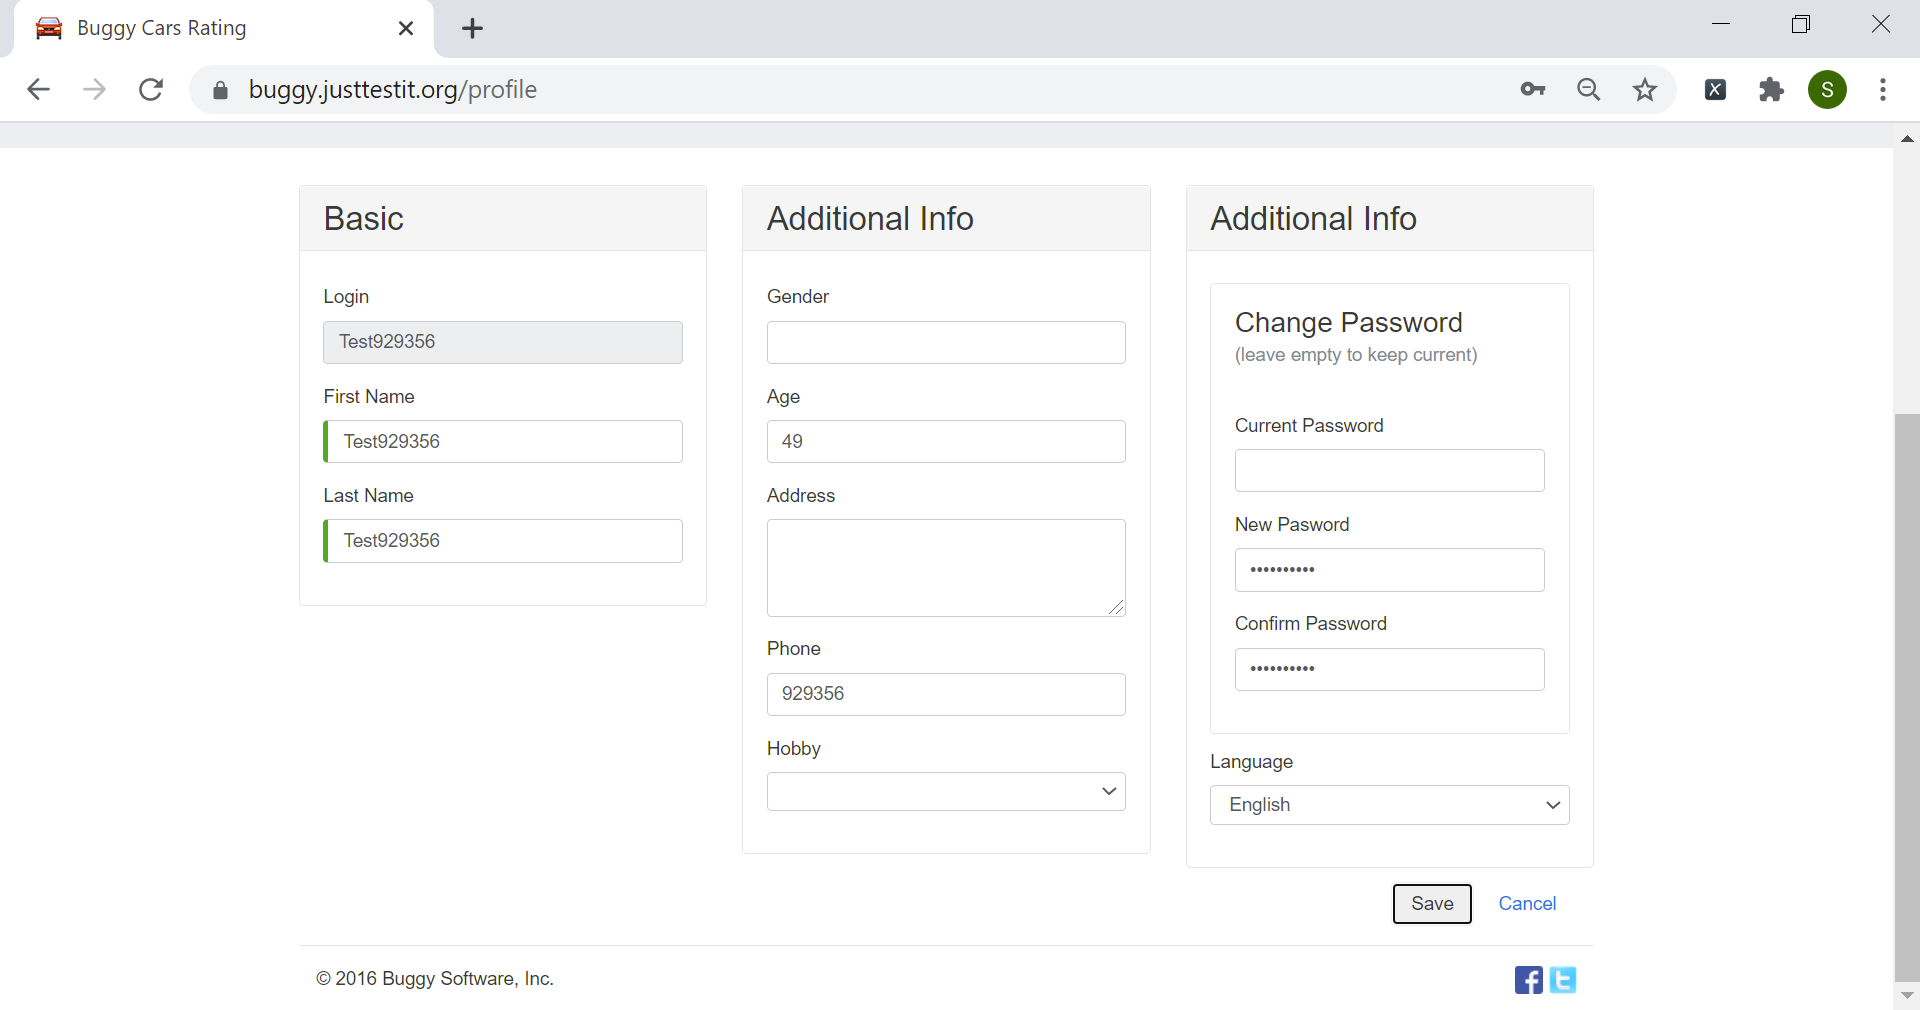 Buggy Cars Rating
buggy.justtestit.org/profile
X
S
Basic
Login
Test929356
First Name
Test929356
Last Name
Test929356
Additional Info
Gender
Age
49
Address
Phone
929356
Hobby
Additional Info
Change Password
(leave empty to keep current)
Current Password
New Pasword
••••••••••
Confirm Password
••••••••••
Language
English
Save
Cancel
© 2016 Buggy Software, Inc.
f
t